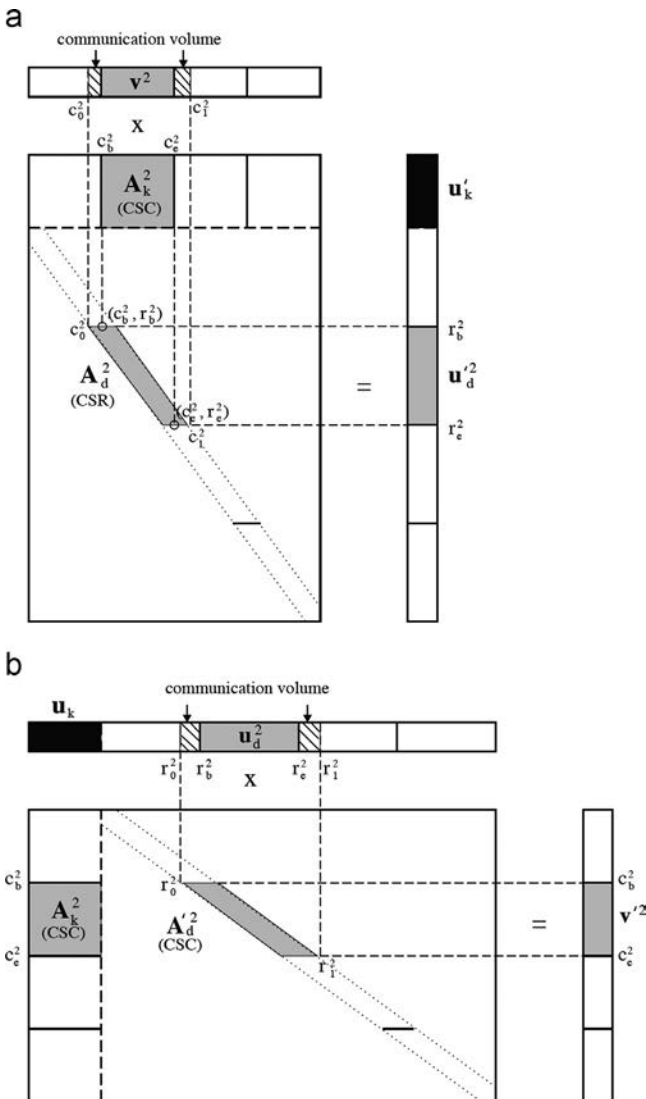 a
communication volume
v²
c₀² c₁²
X
c_b² c_e²
A_k²
(CSC)
u′_k
(c_b², r_b²)
c₀² r_b²
A_d²
(CSR)
=
u′_d²
(c_e², r_e²)
c₁² r_e²
b
u_k communication volume
u_d²
r₀² r_b² r_e² r₁²
X
c_b² r₀² c_b²
A_k²
(CSC)
A′_d²
(CSC)
=
v′²
c_e² r₁² c_e²